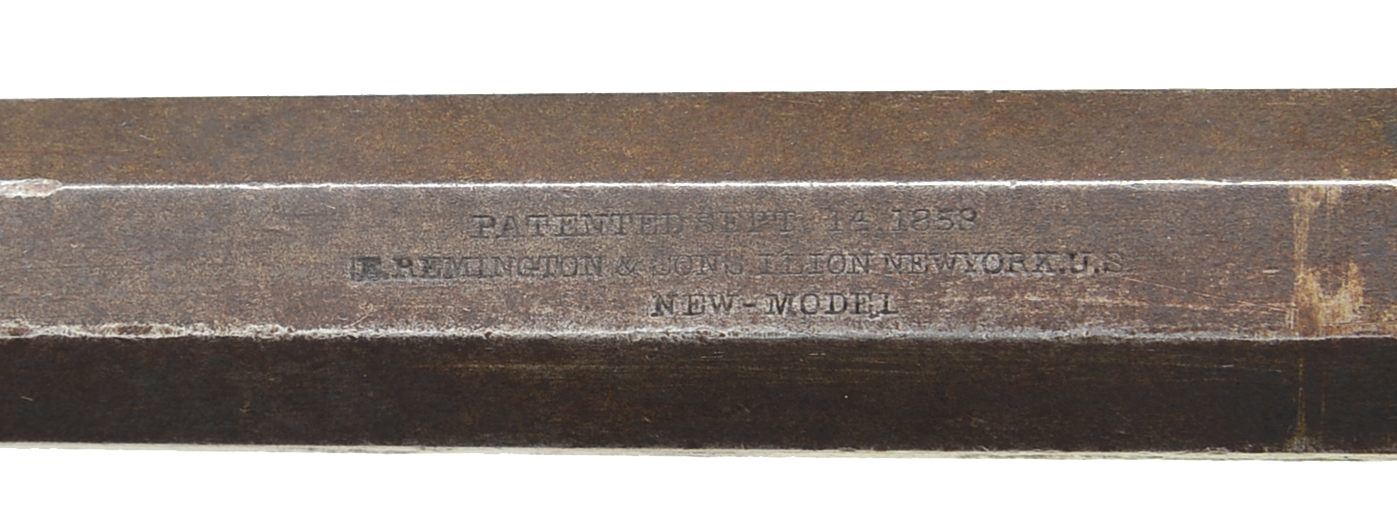 PATENTED SEPT. 14, 1858
E. REMINGTON & SONS ILION NEWYORK.U.S
NEW-MODEL